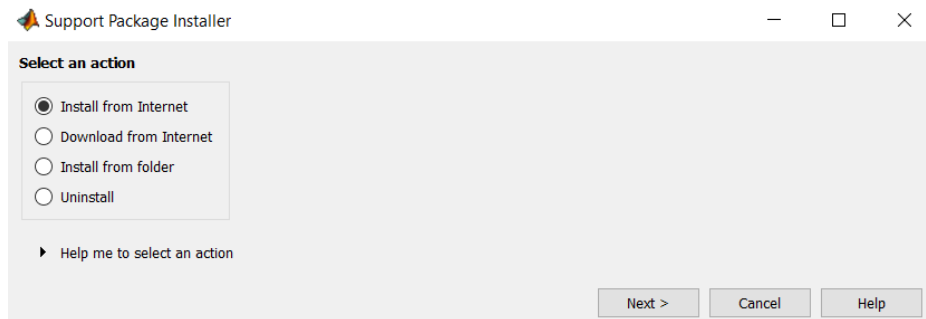 Support Package Installer
Select an action
Install from Internet
Download from Internet
Install from folder
Uninstall
Help me to select an action
Next > Cancel Help